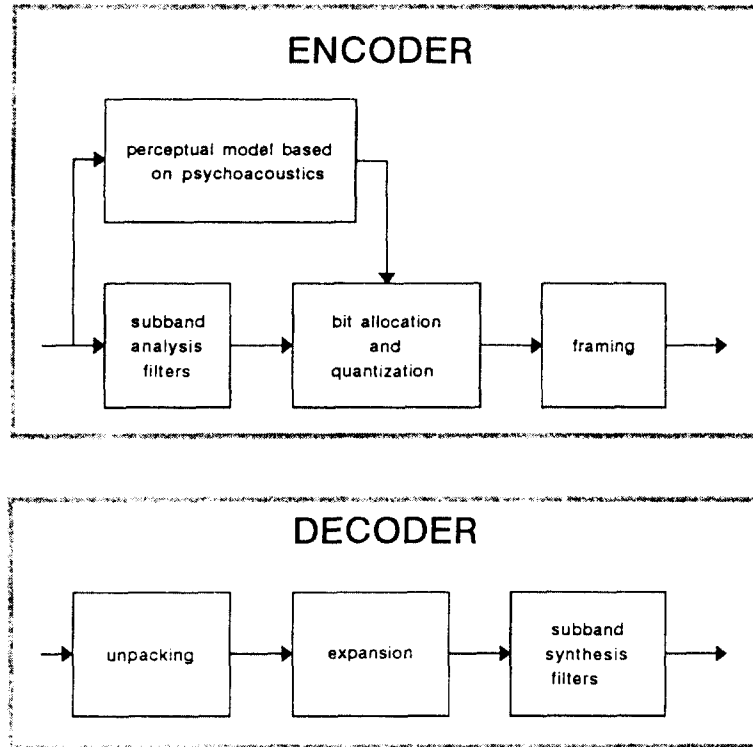 ENCODER
perceptual model based
on psychoacoustics
subband
analysis
filters
bit allocation
and
quantization
framing
DECODER
unpacking
expansion
subband
synthesis
filters